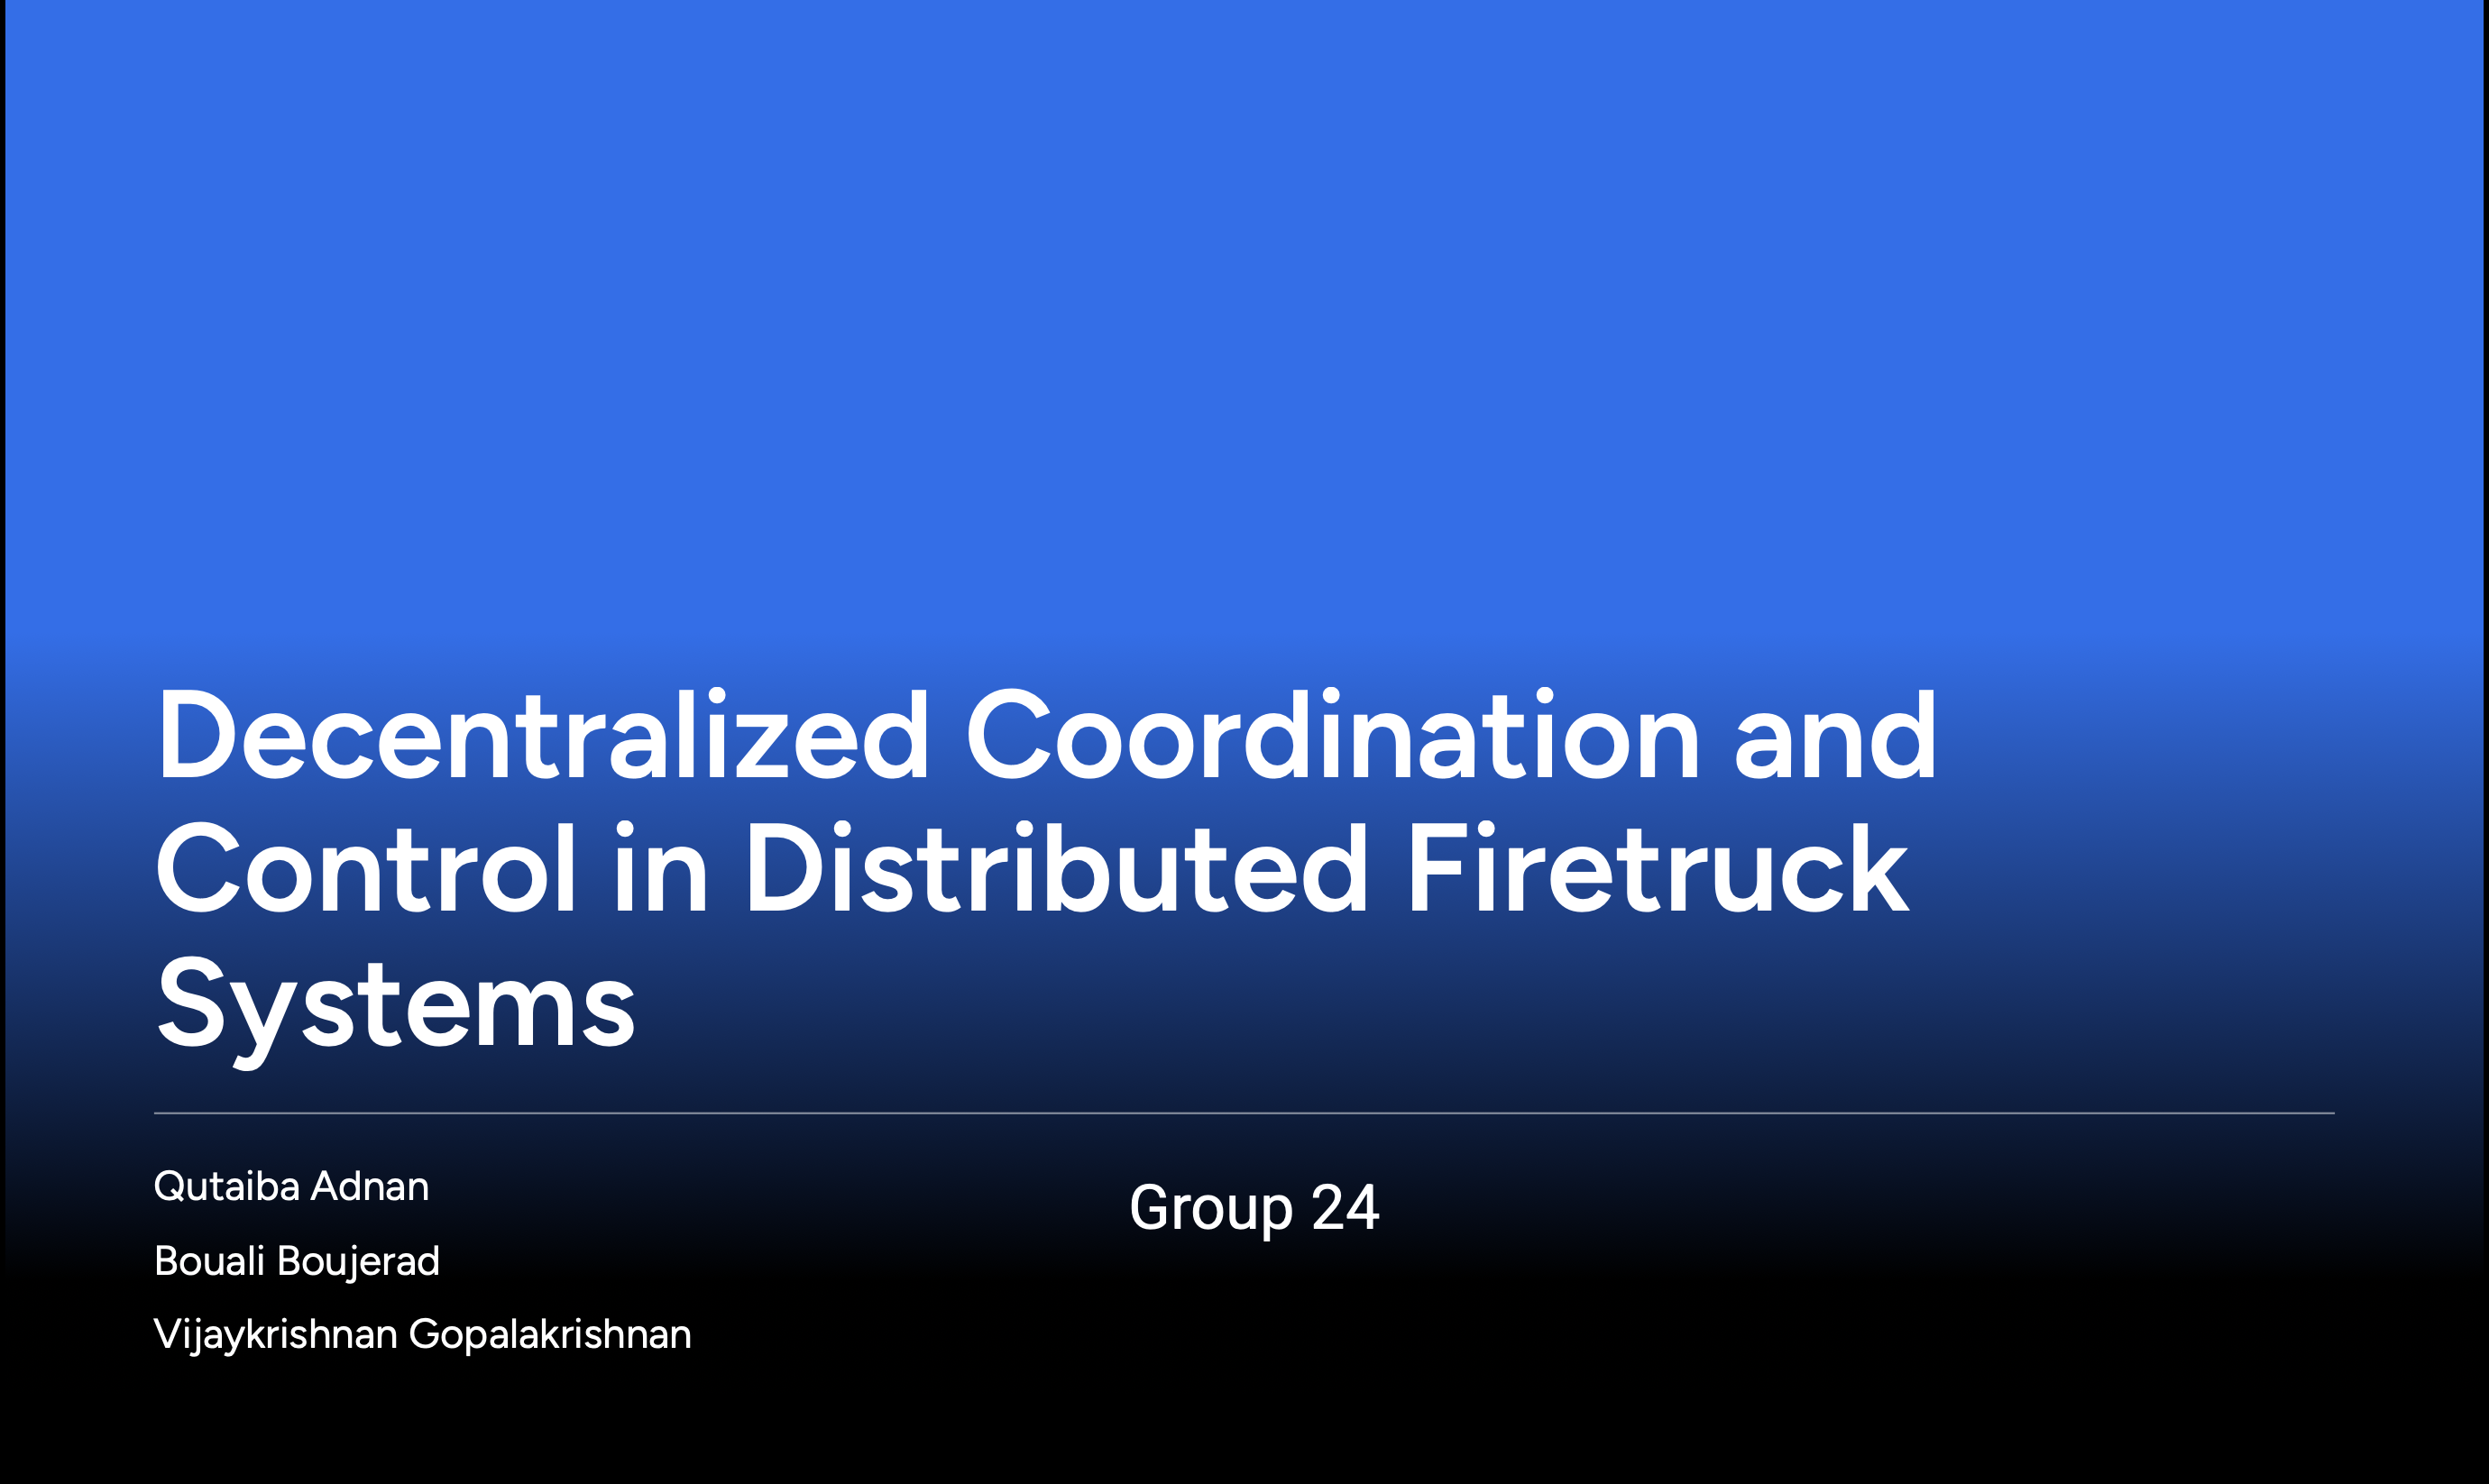 Decentralized Coordination and
Control in Distributed Firetruck
Systems
Qutaiba Adnan
Group 24
Bouali Boujerad
Vijaykrishnan Gopalakrishnan